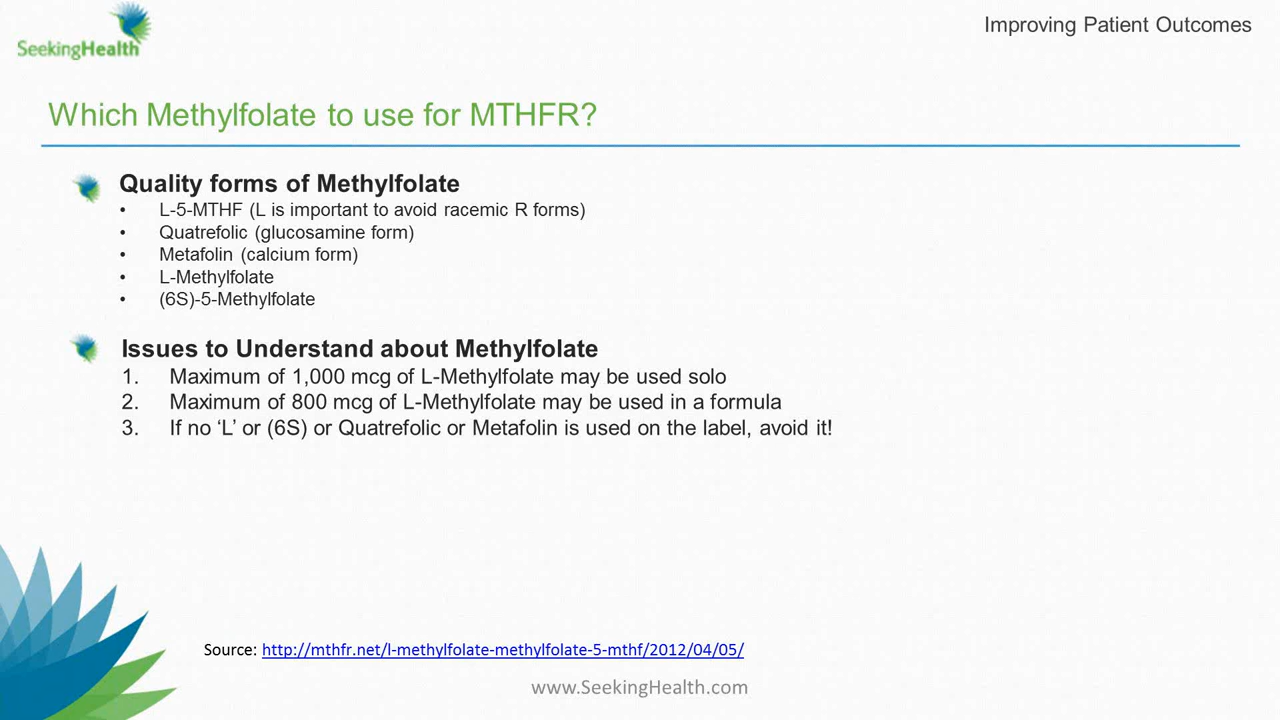 SeekingHealth
Improving Patient Outcomes
Which Methylfolate to use for MTHFR?
Quality forms of Methylfolate
• L-5-MTHF (L is important to avoid racemic R forms)
• Quatrefolic (glucosamine form)
• Metafolin (calcium form)
• L-Methylfolate
• (6S)-5-Methylfolate
Issues to Understand about Methylfolate
1. Maximum of 1,000 mcg of L-Methylfolate may be used solo
2. Maximum of 800 mcg of L-Methylfolate may be used in a formula
3. If no ‘L’ or (6S) or Quatrefolic or Metafolin is used on the label, avoid it!
Source: http://mthfr.net/l-methylfolate-methylfolate-5-mthf/2012/04/05/
www.SeekingHealth.com